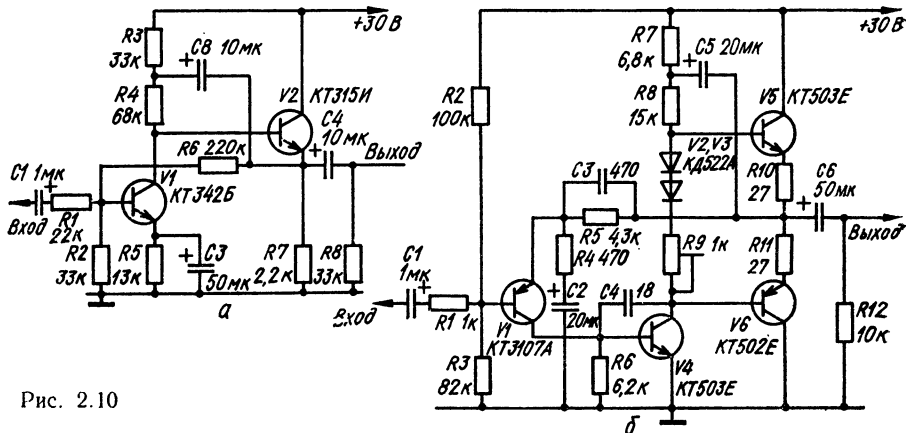 +30 В
R3
33к
C8 10мк
+
R4
68к
V2
КТ315И
C4
10мк
R6 220к
+
Выход
C1 1мк
+
V1
КТ342Б
Вход
R1
22к
R2
33к
R5
13к
+
C3
50мк
R7
2,2к
R8
33к
а
+30 В
R7
6,8к
+
C5 20мк
R2
100к
R8
15к
V5
КТ503Е
V2,V3
КД522А
C3
470
R10
27
C6
50мк
+
R5 4,3к
Выход
R4 470
R9 1к
R11
27
C1
1мк
+
+
C2
20мк
C4
18
Вход
R1 1к
V1
КТ3107А
V6
КТ502Е
R12
10к
R3
82к
R6
6,2к
V4
КТ503Е
б
Рис. 2.10